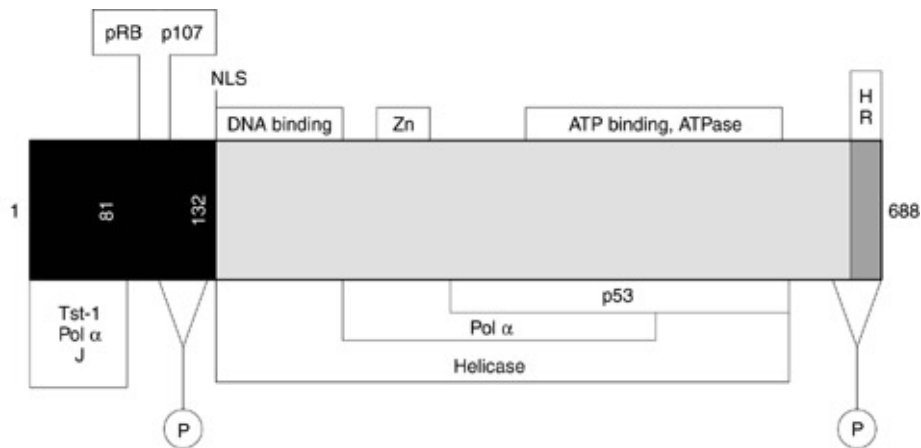 pRB p107
NLS
DNA binding
Zn
ATP binding, ATPase
H
R
1
81
132
688
Tst-1
Pol α
J
p53
Pol α
Helicase
P
P